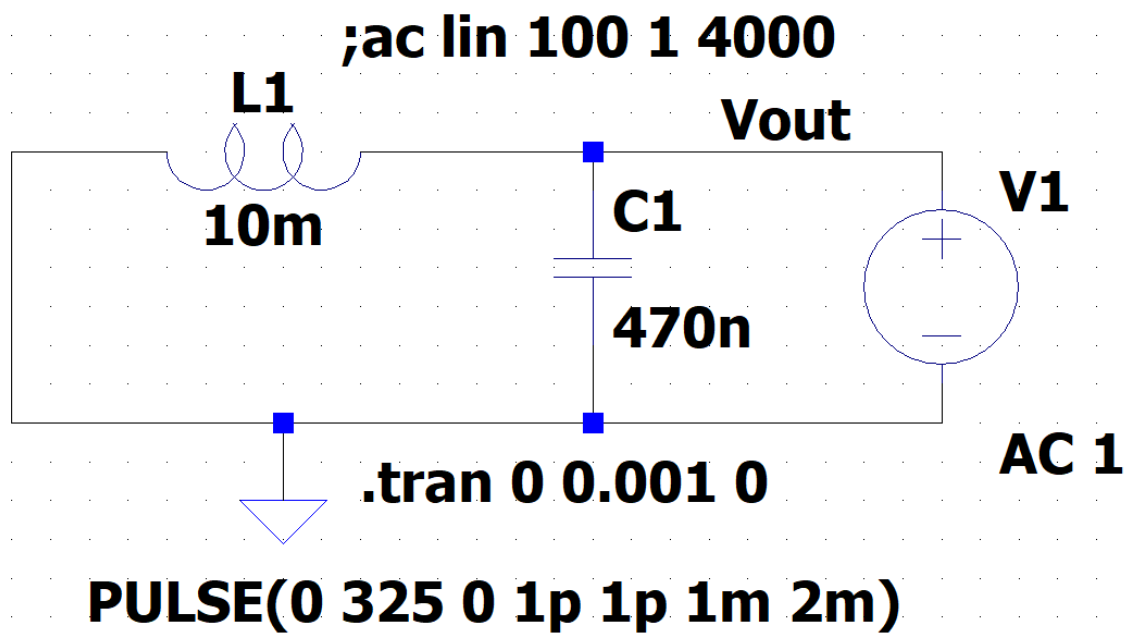 ;ac lin 100 1 4000
L1
Vout
10m
C1
V1
470n
AC 1
.tran 0 0.001 0
PULSE(0 325 0 1p 1p 1m 2m)